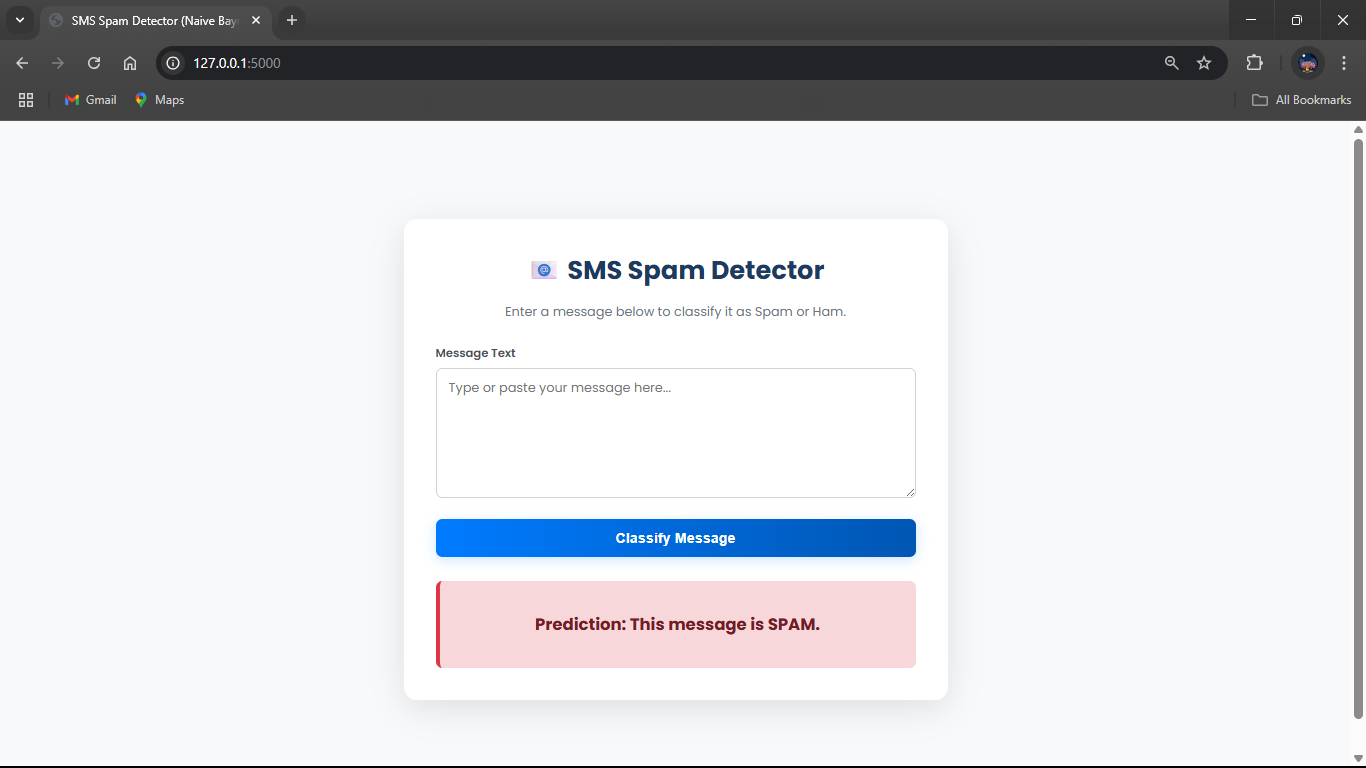 SMS Spam Detector (Naive Bay
127.0.0.1:5000
Gmail
Maps
All Bookmarks
SMS Spam Detector
Enter a message below to classify it as Spam or Ham.
Message Text
Type or paste your message here...
Classify Message
Prediction: This message is SPAM.